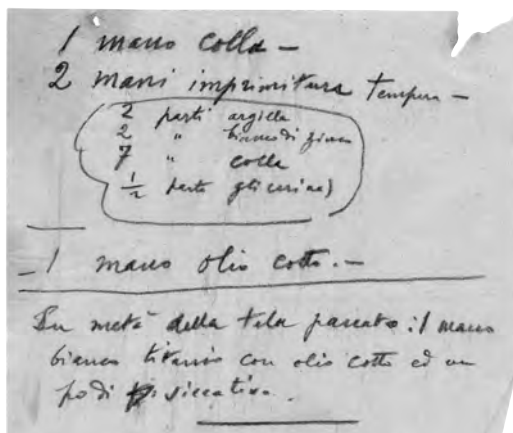 1 mano colla —
2 mani imprimitura tempera —
2 parti argilla
2 " bianco di zinco
7 " colla
½ parte glicerina)
— 1 mano olio cotto. —
Su metà della tela passato: 1 mano
bianco titanio con olio cotto ed un
po di siccativo.